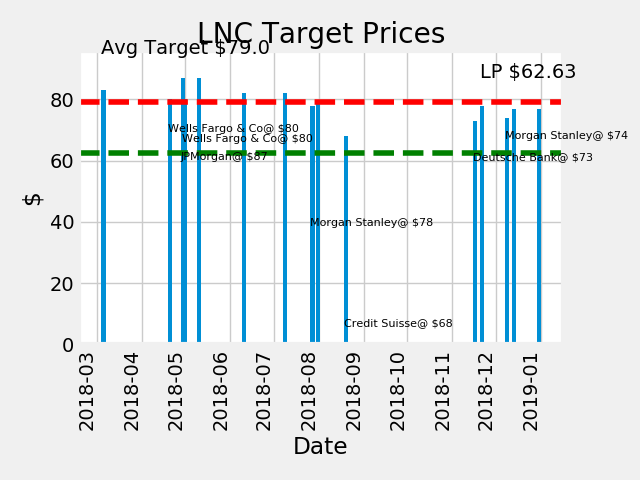 LNC Target Prices
Avg Target $79.0
LP $62.63
80
60
40
20
0
$
Wells Fargo & Co@ $80
Wells Fargo & Co@ $80
JPMorgan@ $87
Morgan Stanley@ $74
Deutsche Bank@ $73
Morgan Stanley@ $78
Credit Suisse@ $68
2018-03
2018-04
2018-05
2018-06
2018-07
2018-08
2018-09
2018-10
2018-11
2018-12
2019-01
Date